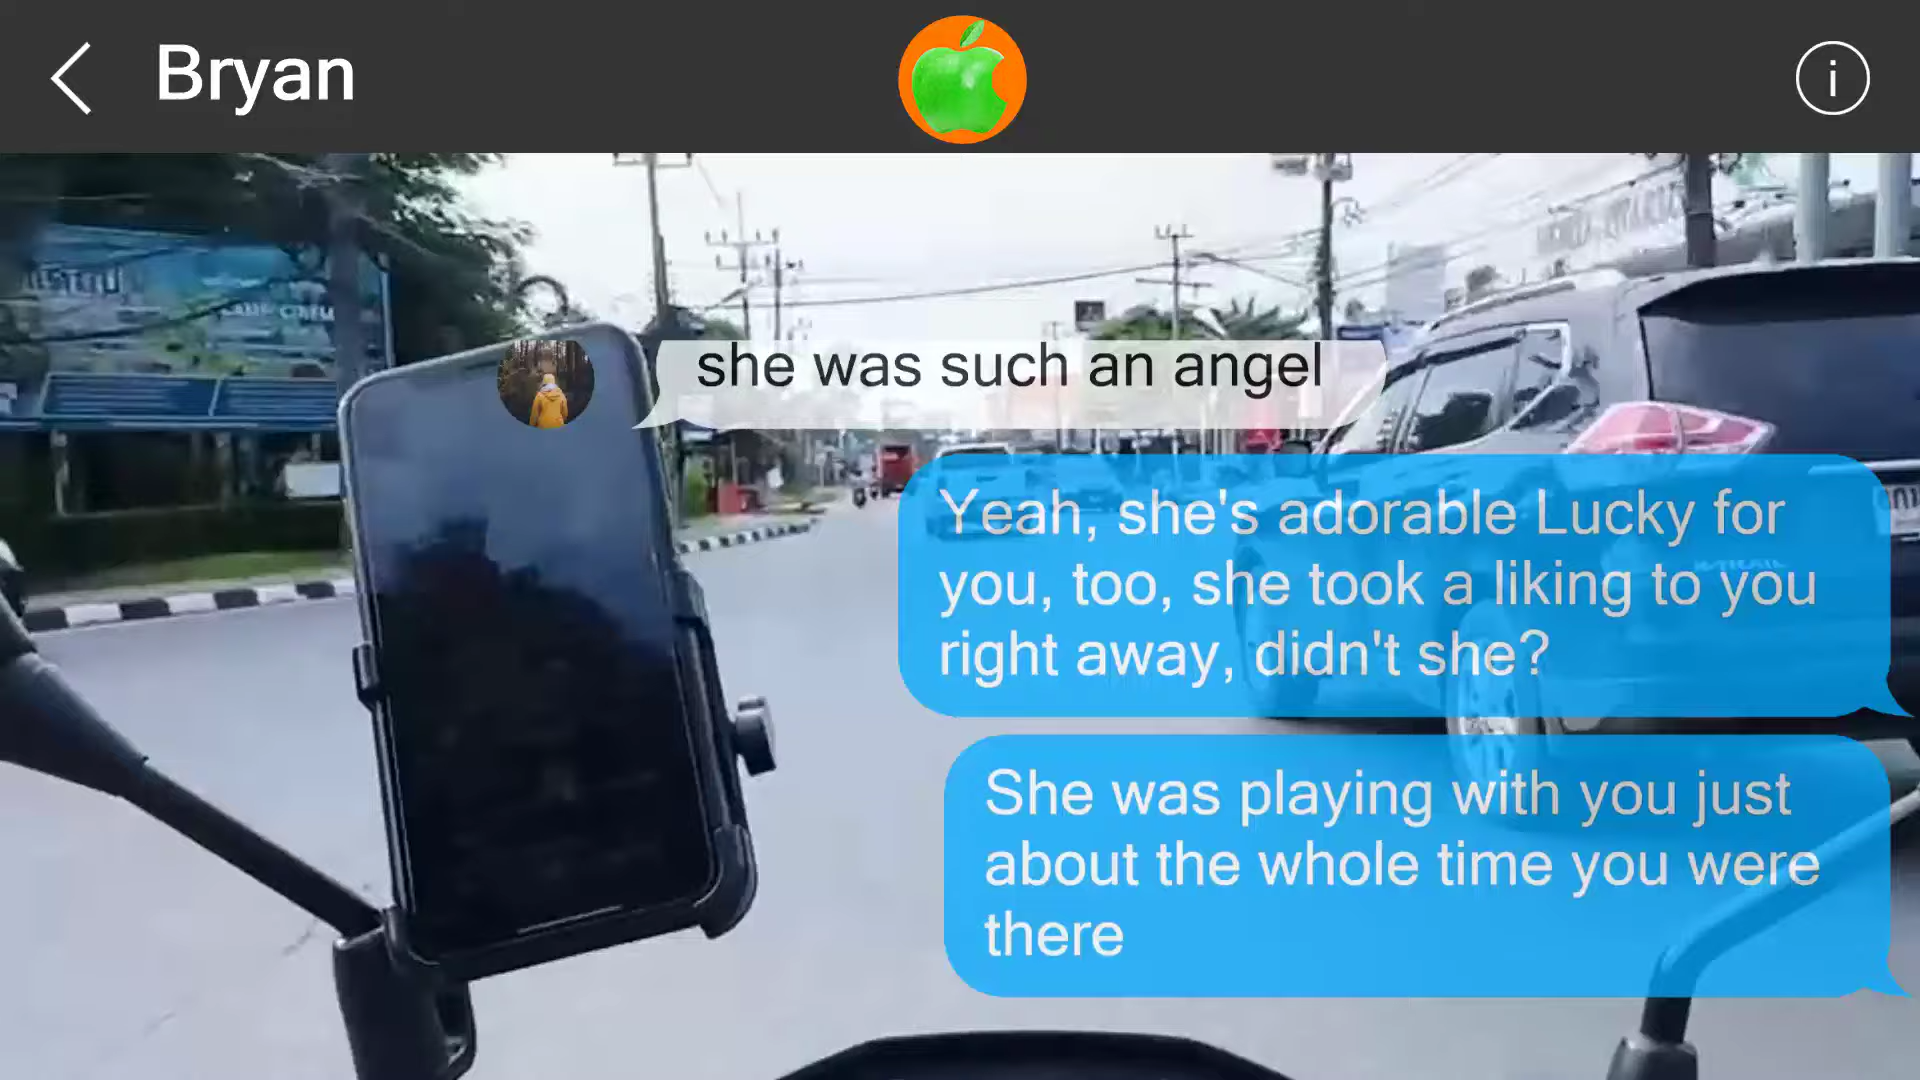 Bryan
she was such an angel
Yeah, she's adorable Lucky for
you, too, she took a liking to you
right away, didn't she?
She was playing with you just
about the whole time you were
there